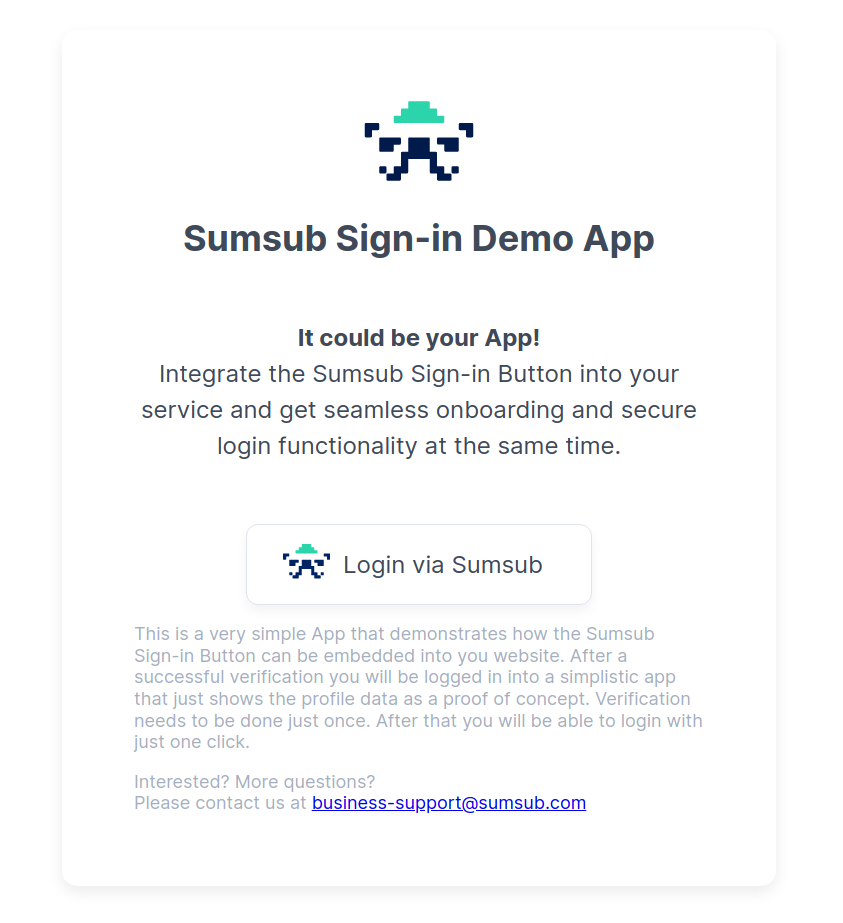 Sumsub Sign-in Demo App
It could be your App!
Integrate the Sumsub Sign-in Button into your
service and get seamless onboarding and secure
login functionality at the same time.
Login via Sumsub
This is a very simple App that demonstrates how the Sumsub
Sign-in Button can be embedded into you website. After a
successful verification you will be logged in into a simplistic app
that just shows the profile data as a proof of concept. Verification
needs to be done just once. After that you will be able to login with
just one click.
Interested? More questions?
Please contact us at business-support@sumsub.com